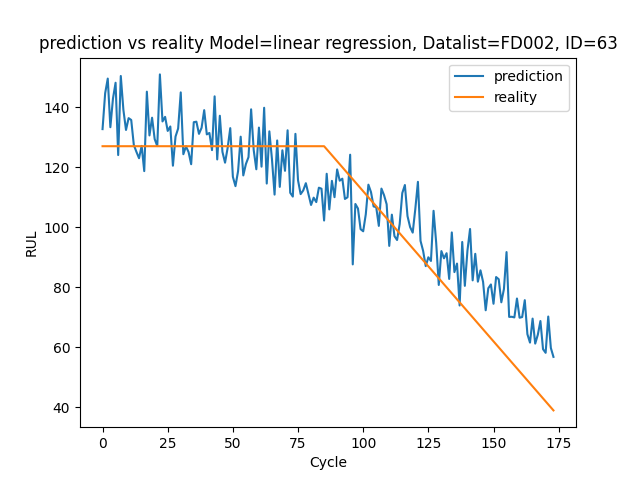 prediction vs reality Model=linear regression, Datalist=FD002, ID=63
prediction
reality
140
120
100
80
60
40
RUL
0 25 50 75 100 125 150 175
Cycle